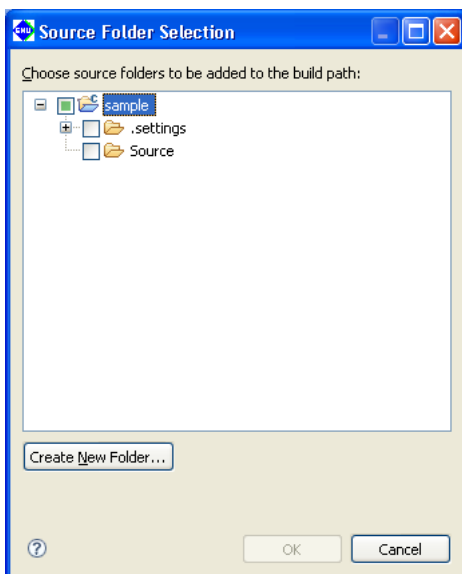 GNU Source Folder Selection
Choose source folders to be added to the build path:
sample
.settings
Source
Create New Folder...
OK
Cancel